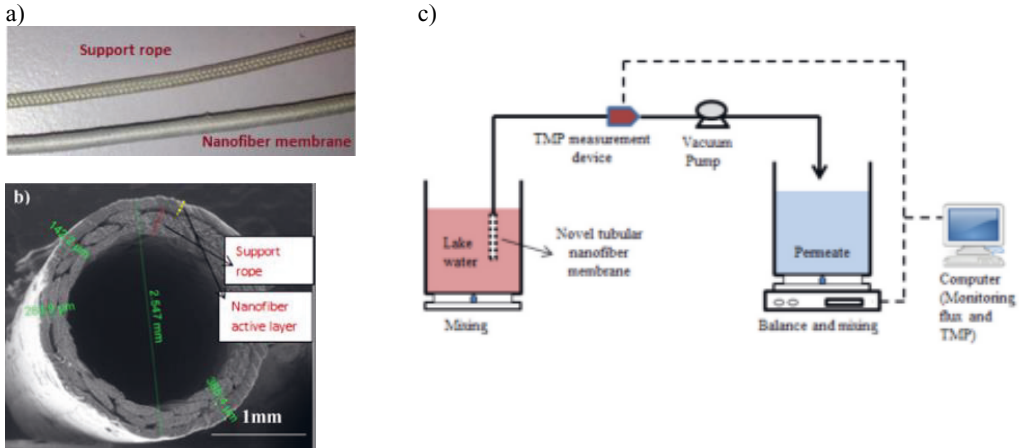 a)
Support rope
Nanofiber membrane
b)
2.547 mm
Support
rope
Nanofiber
active layer
1mm
c)
TMP measurement
device
Vacuum
Pump
Lake
water
Novel tubular
nanofiber
membrane
Mixing
Permeate
Balance and mixing
Computer
(Monitoring
flux and
TMP)